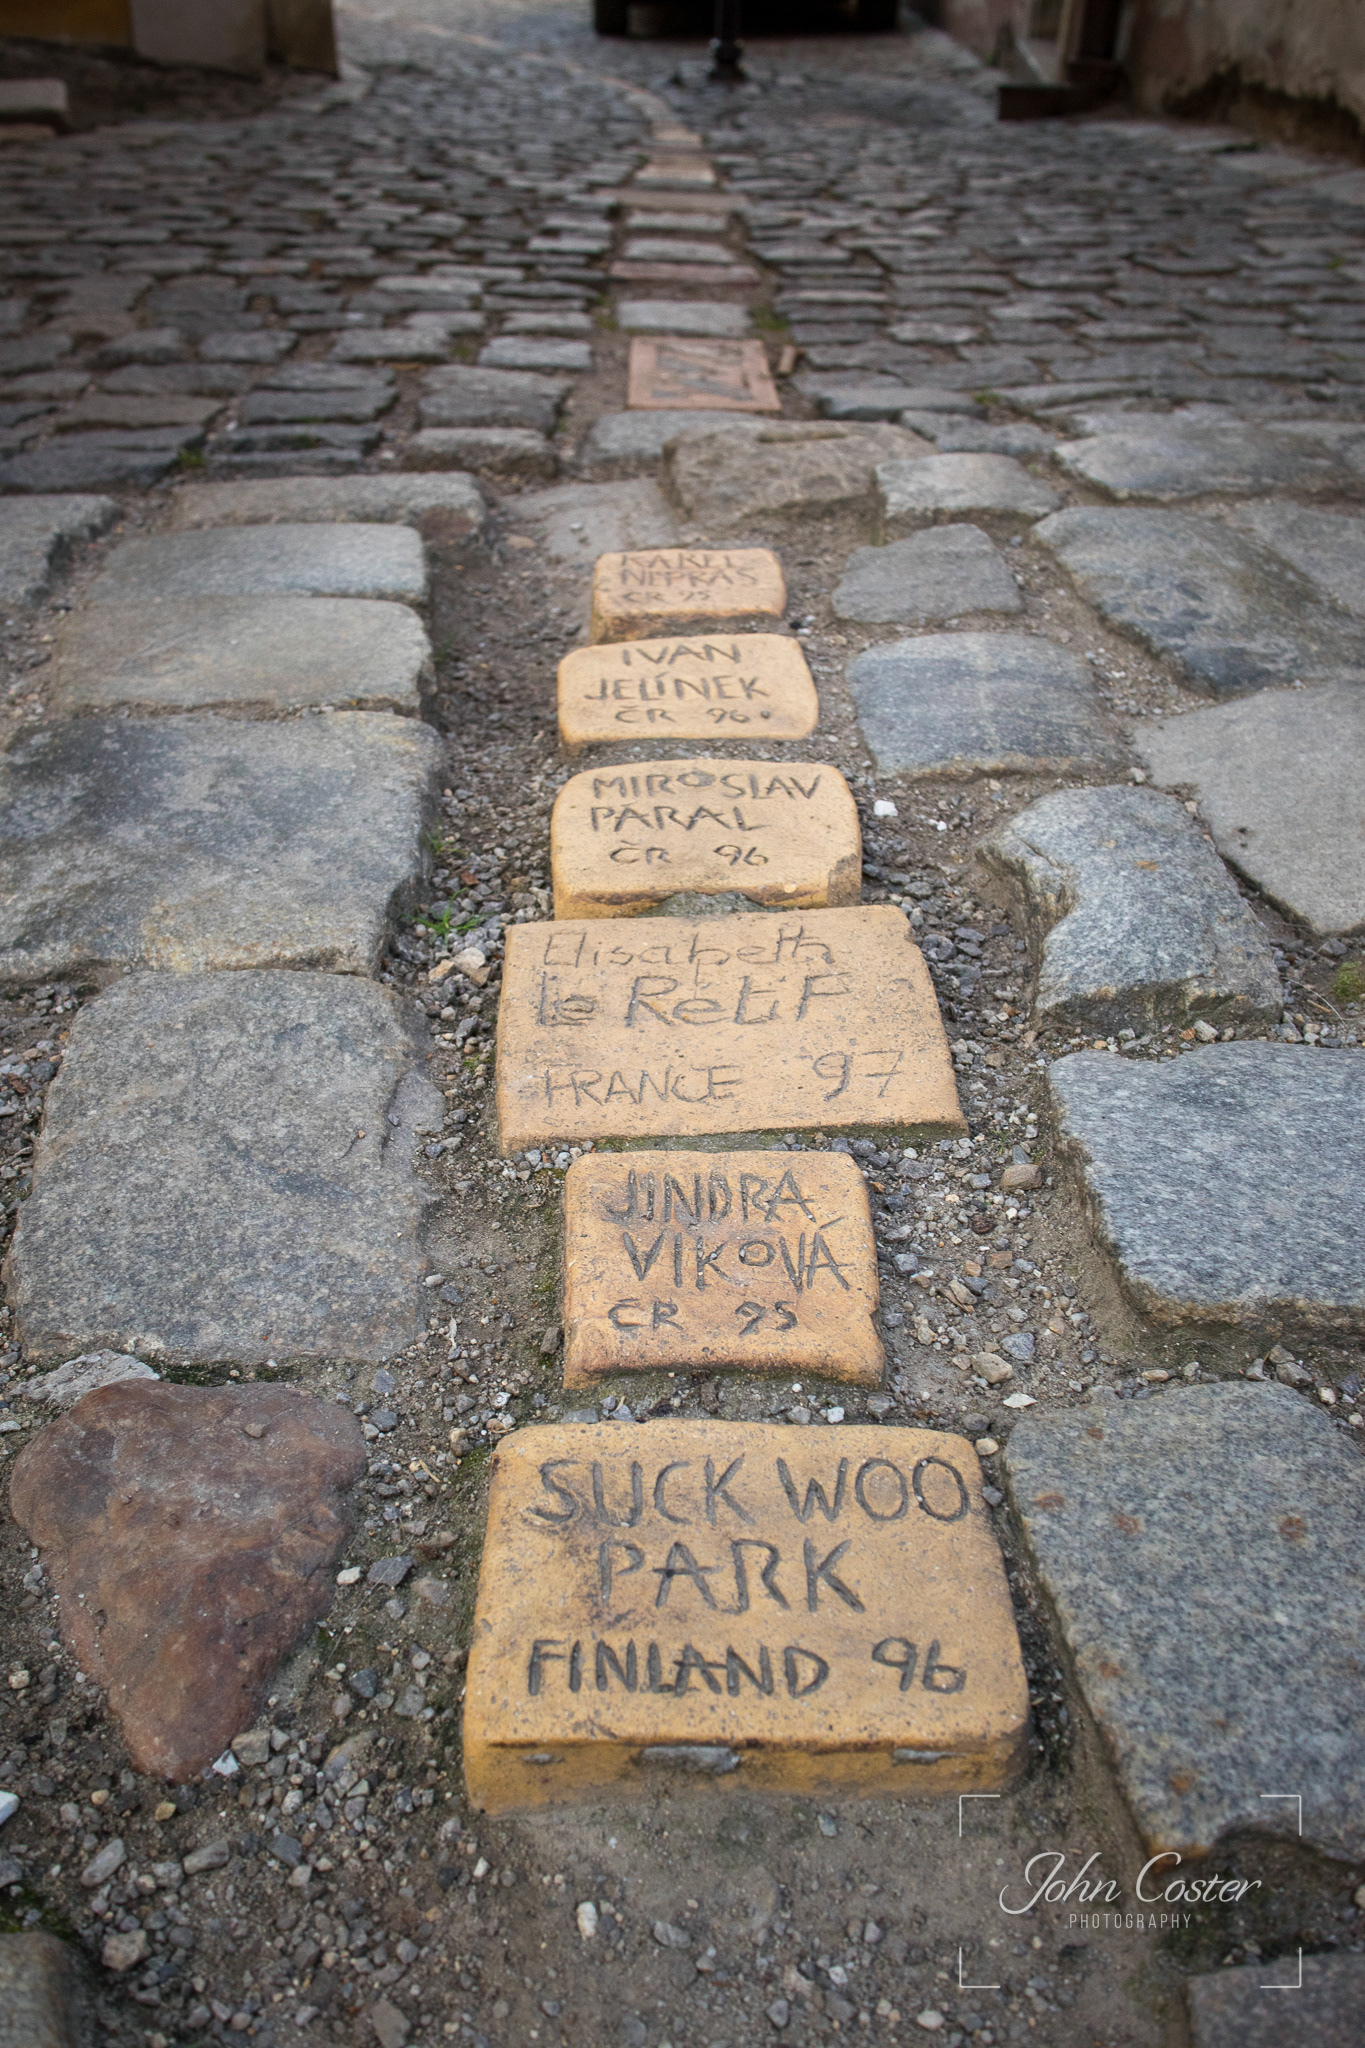 KAREL
NEPRAŠ
ČR 95
IVAN
JELÍNEK
ČR 96
MIROSLAV
PARAL
ČR 96
Elisabeth
Le RétiF
FRANCE 97
JINDRA
VIKOVÁ
ČR 95
SUCK WOO
PARK
FINLAND 96
John Coster
PHOTOGRAPHY